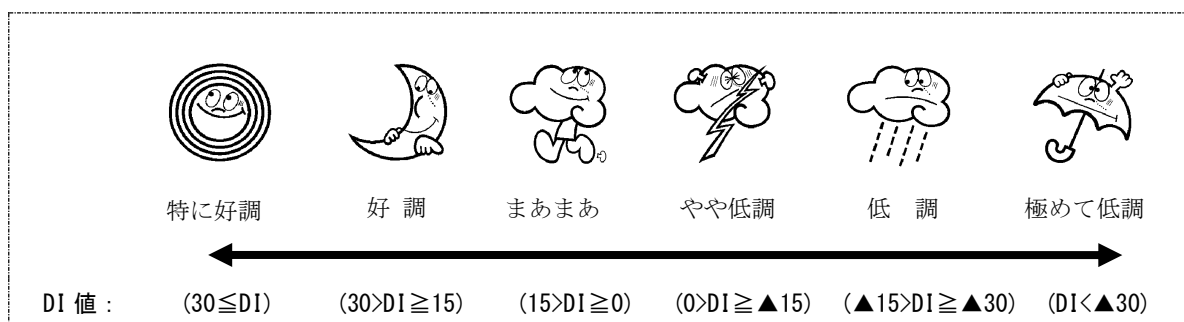 特に好調 好 調 まあまあ やや低調 低 調 極めて低調
DI 値 : (30≦DI) (30>DI≧15) (15>DI≧0) (0>DI≧▲15) (▲15>DI≧▲30) (DI<▲30)